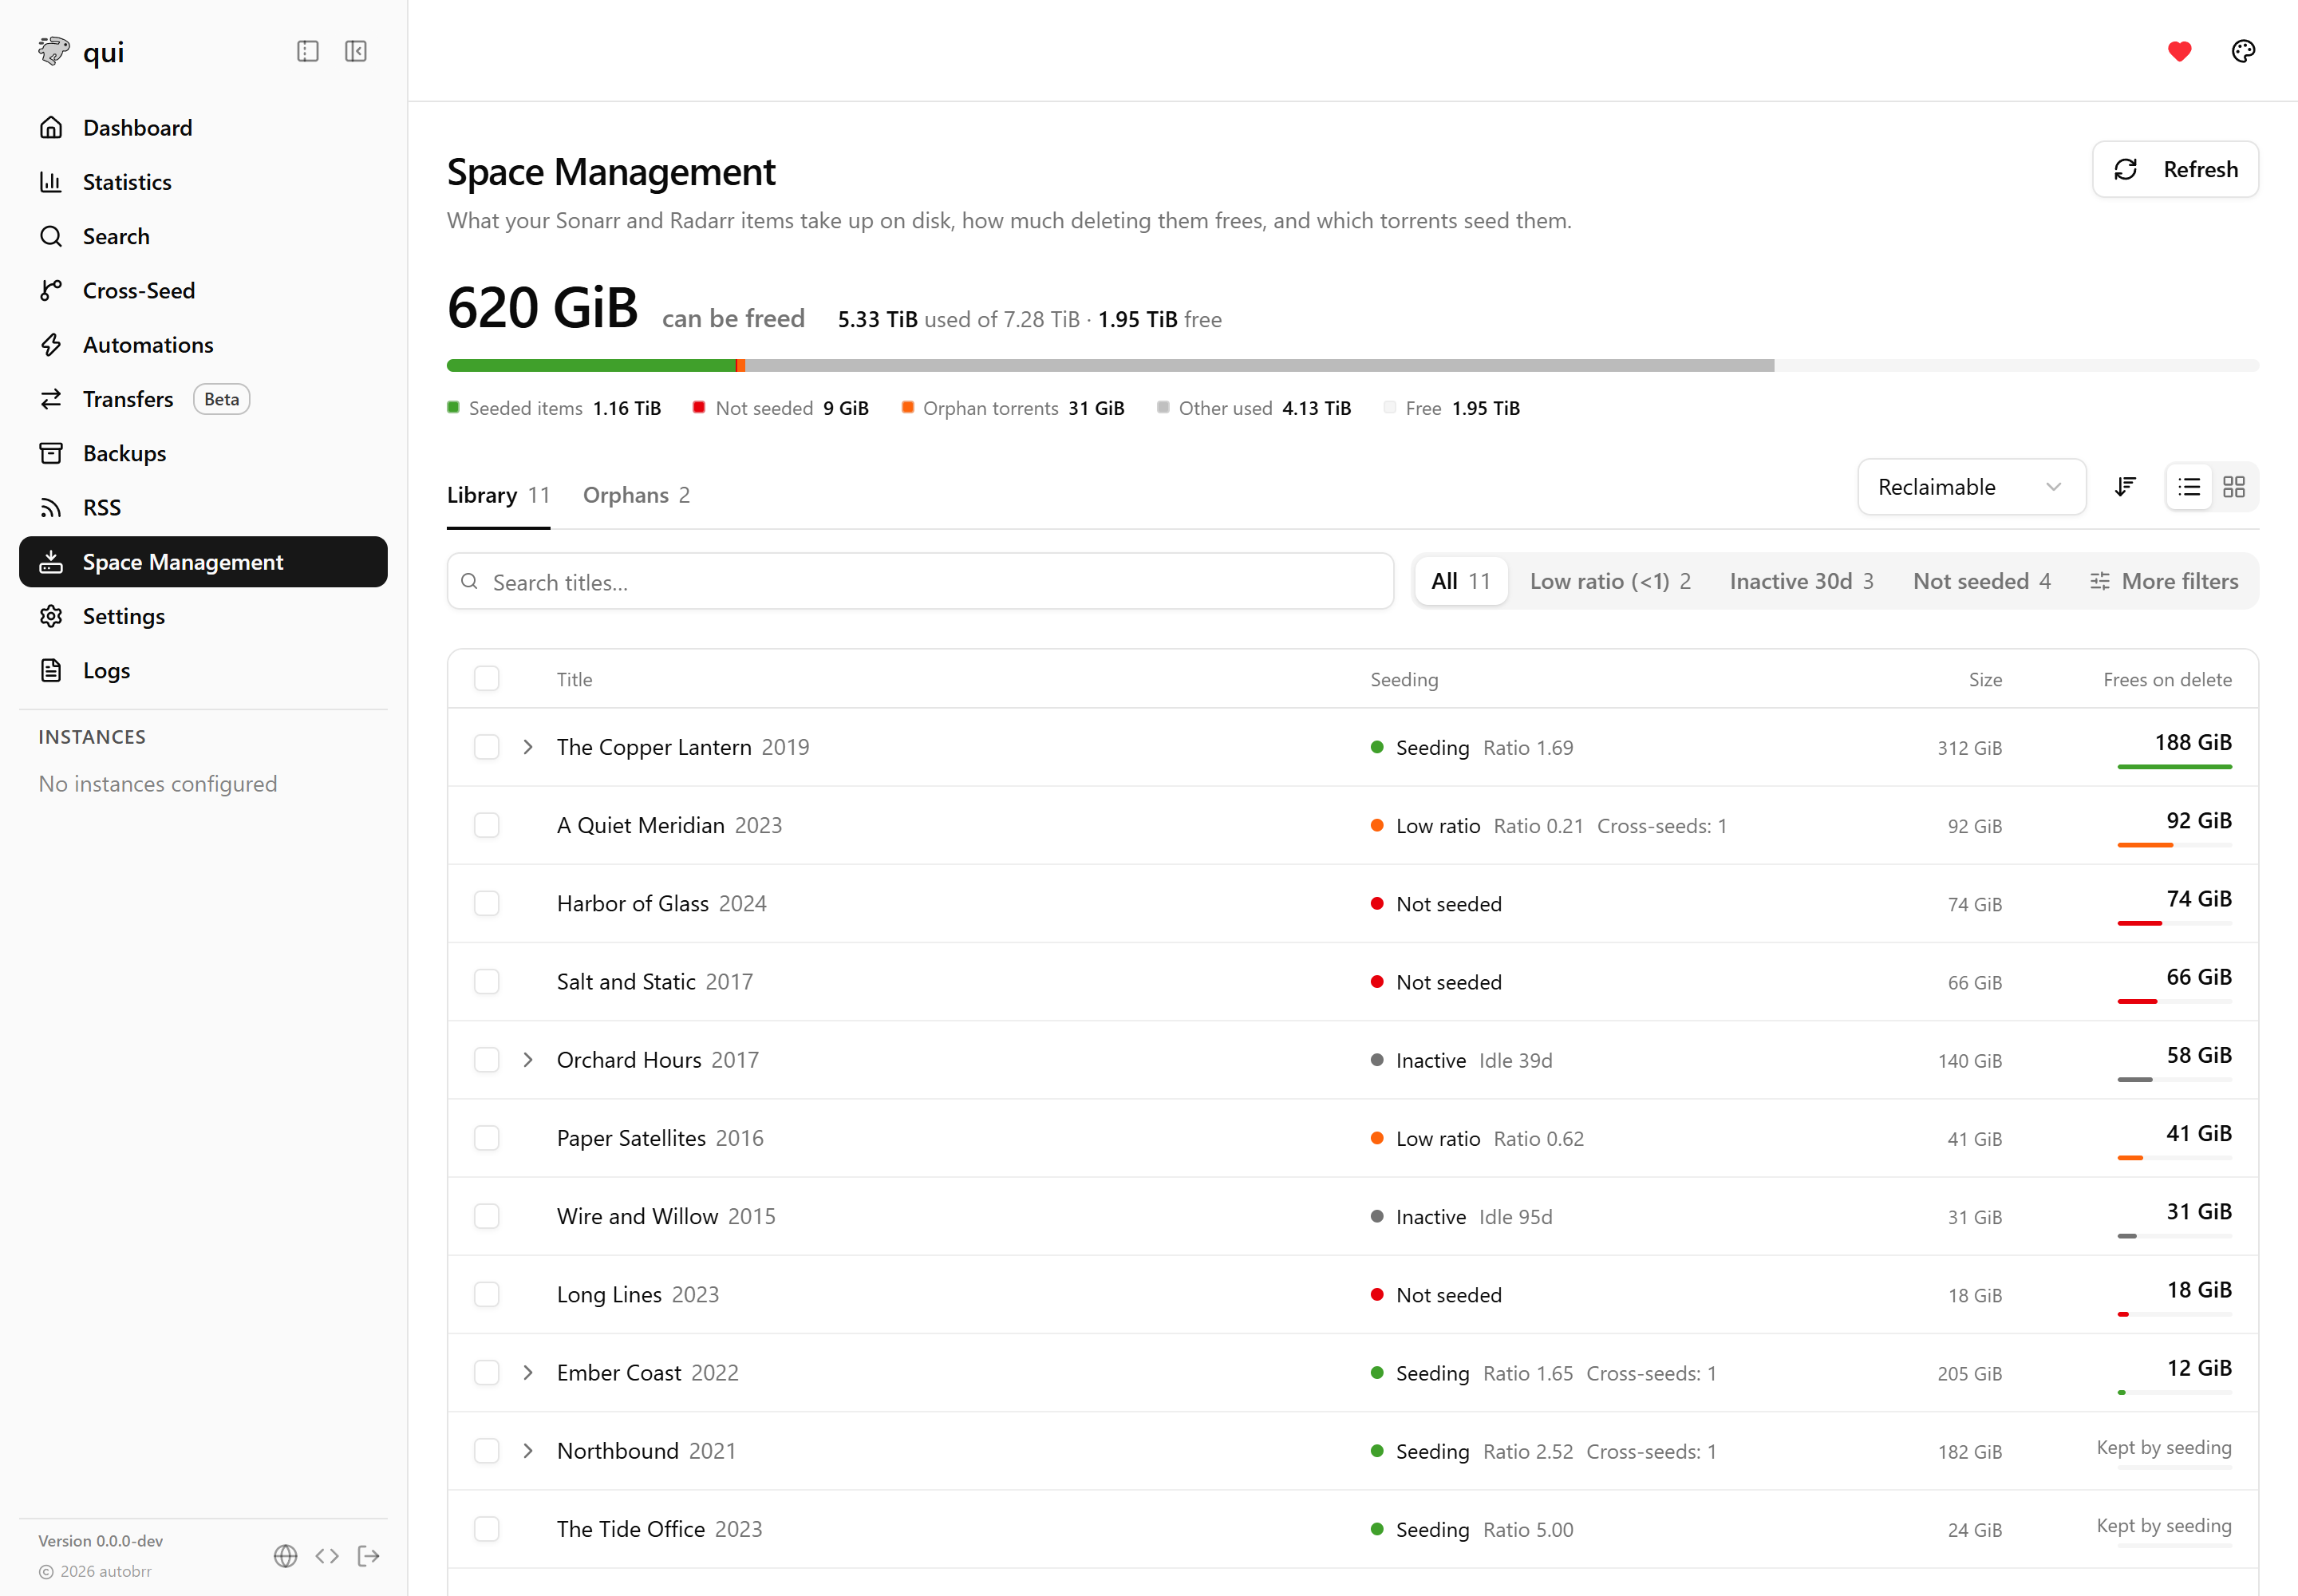 qui
Dashboard
Statistics
Search
Cross-Seed
Automations
Transfers Beta
Backups
RSS
Space Management
Settings
Logs
INSTANCES
No instances configured
Version 0.0.0-dev
© 2026 autobrr
Space Management
Refresh
What your Sonarr and Radarr items take up on disk, how much deleting them frees, and which torrents seed them.
620 GiB can be freed 5.33 TiB used of 7.28 TiB · 1.95 TiB free
Seeded items 1.16 TiB Not seeded 9 GiB Orphan torrents 31 GiB Other used 4.13 TiB Free 1.95 TiB
Library 11 Orphans 2 Reclaimable
Search titles... All 11 Low ratio (<1) 2 Inactive 30d 3 Not seeded 4 More filters
Title Seeding Size Frees on delete
The Copper Lantern 2019 Seeding Ratio 1.69 312 GiB 188 GiB
A Quiet Meridian 2023 Low ratio Ratio 0.21 Cross-seeds: 1 92 GiB 92 GiB
Harbor of Glass 2024 Not seeded 74 GiB 74 GiB
Salt and Static 2017 Not seeded 66 GiB 66 GiB
Orchard Hours 2017 Inactive Idle 39d 140 GiB 58 GiB
Paper Satellites 2016 Low ratio Ratio 0.62 41 GiB 41 GiB
Wire and Willow 2015 Inactive Idle 95d 31 GiB 31 GiB
Long Lines 2023 Not seeded 18 GiB 18 GiB
Ember Coast 2022 Seeding Ratio 1.65 Cross-seeds: 1 205 GiB 12 GiB
Northbound 2021 Seeding Ratio 2.52 Cross-seeds: 1 182 GiB Kept by seeding
The Tide Office 2023 Seeding Ratio 5.00 24 GiB Kept by seeding